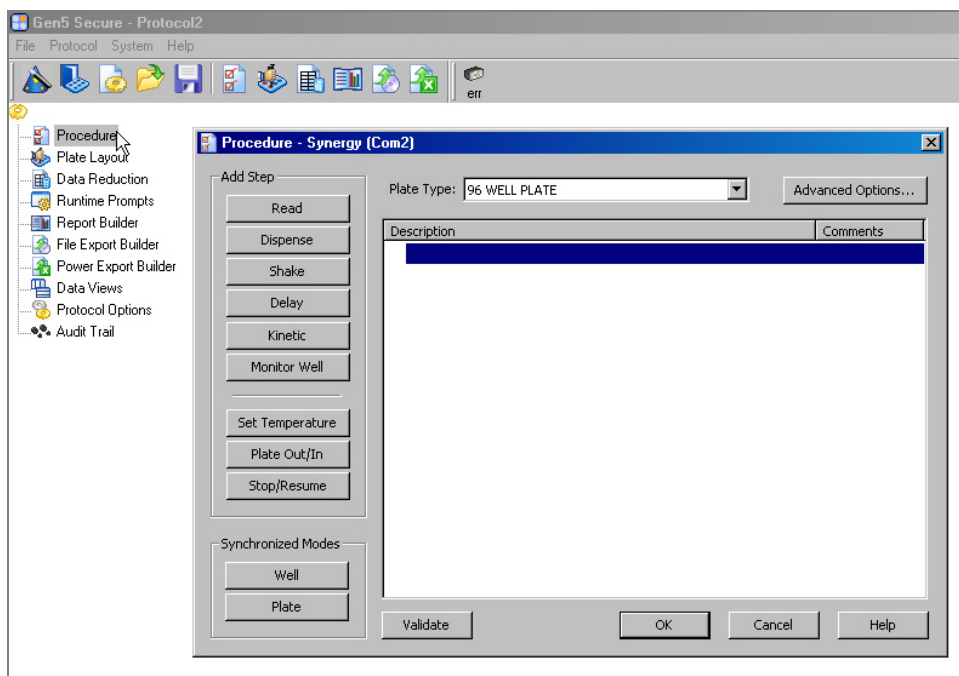 Gen5 Secure - Protocol2
File Protocol System Help
err
Procedure
Plate Layout
Data Reduction
Runtime Prompts
Report Builder
File Export Builder
Power Export Builder
Data Views
Protocol Options
Audit Trail
Procedure - Synergy (Com2)
Add Step
Read
Dispense
Shake
Delay
Kinetic
Monitor Well
Set Temperature
Plate Out/In
Stop/Resume
Synchronized Modes
Well
Plate
Plate Type: 96 WELL PLATE
Advanced Options...
Description Comments
Validate OK Cancel Help